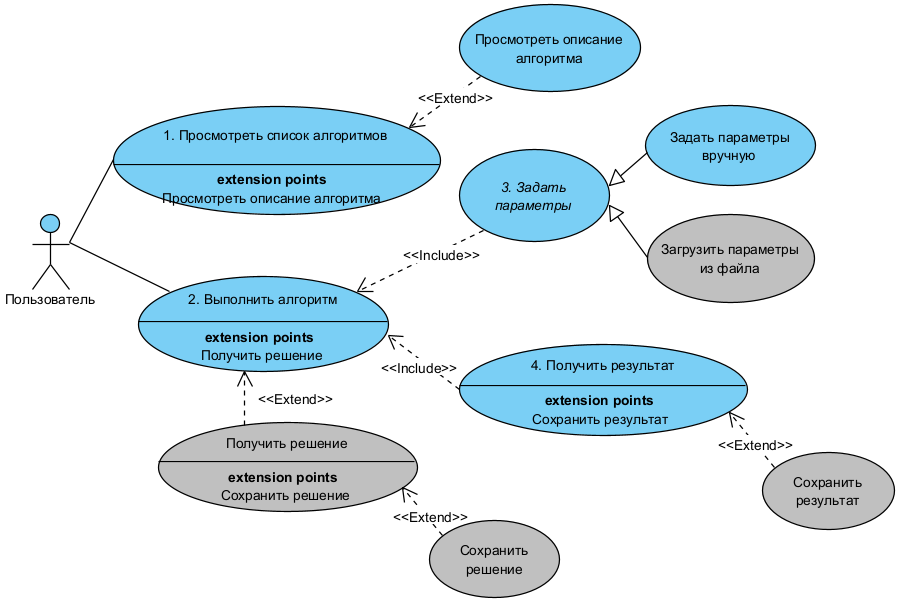 Просмотреть описание
алгоритма
<<Extend>>
1. Просмотреть список алгоритмов
extension points
Просмотреть описание алгоритма
Задать параметры
вручную
3. Задать
параметры
Загрузить параметры
из файла
Пользователь
<<Include>>
2. Выполнить алгоритм
extension points
Получить решение
<<Include>>
4. Получить результат
extension points
Сохранить результат
<<Extend>>
Получить решение
extension points
Сохранить решение
<<Extend>>
Сохранить
результат
<<Extend>>
Сохранить
решение